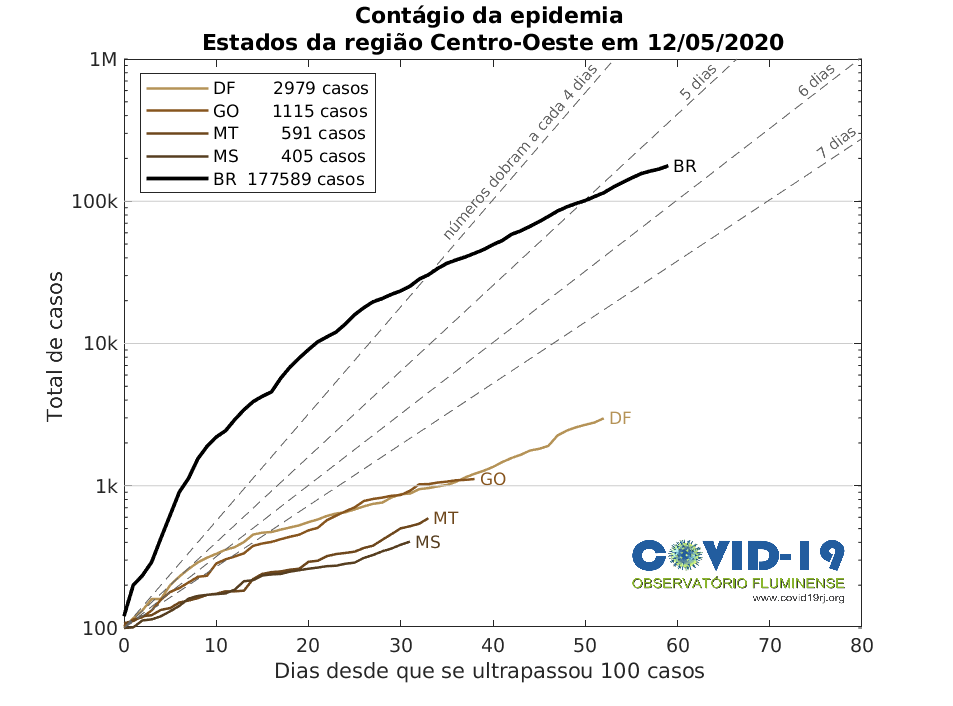 Contágio da epidemia
Estados da região Centro-Oeste em 12/05/2020
1M
100k
10k
1k
100
Total de casos
DF 2979 casos
GO 1115 casos
MT 591 casos
MS 405 casos
BR 177589 casos
números dobram a cada 4 dias
5 dias
6 dias
7 dias
BR
DF
GO
MT
MS
COVID-19
OBSERVATÓRIO FLUMINENSE
www.covid19rj.org
0 10 20 30 40 50 60 70 80
Dias desde que se ultrapassou 100 casos